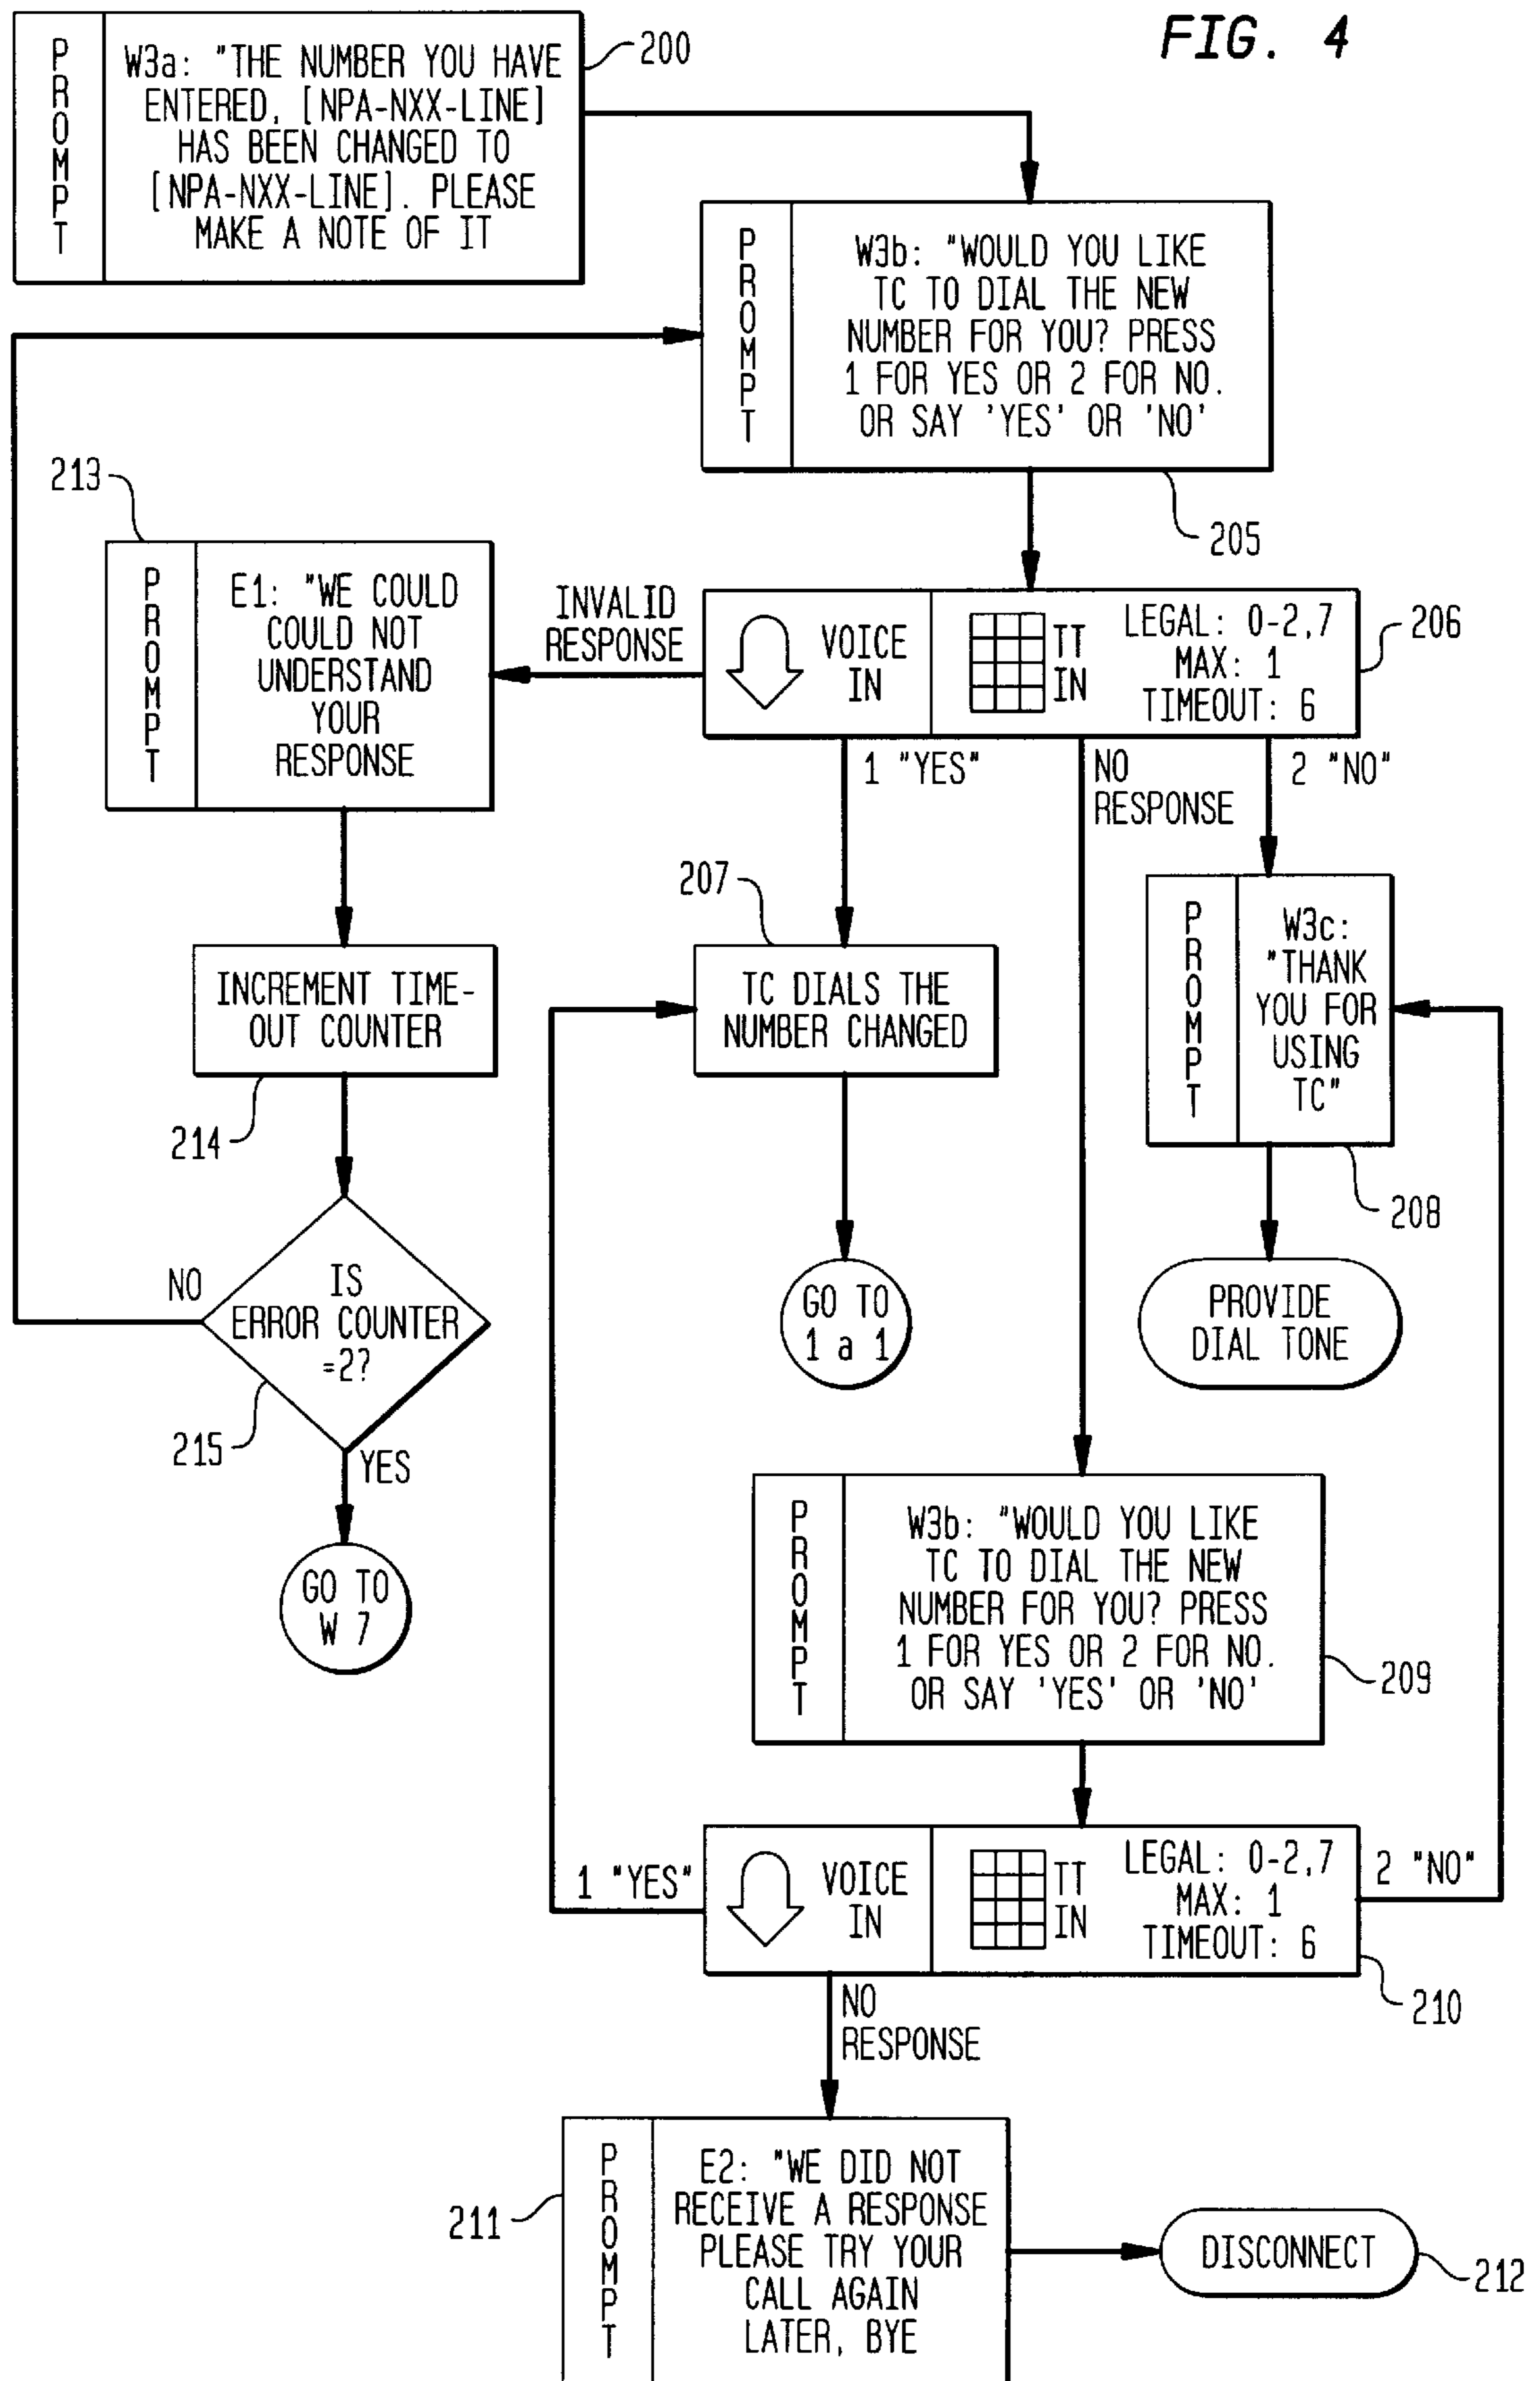 FIG. 4
PROMPT
W3a: "THE NUMBER YOU HAVE
ENTERED, [NPA-NXX-LINE]
HAS BEEN CHANGED TO
[NPA-NXX-LINE]. PLEASE
MAKE A NOTE OF IT
200
PROMPT
W3b: "WOULD YOU LIKE
TC TO DIAL THE NEW
NUMBER FOR YOU? PRESS
1 FOR YES OR 2 FOR NO.
OR SAY 'YES' OR 'NO'
205
213
PROMPT
E1: "WE COULD
COULD NOT
UNDERSTAND
YOUR
RESPONSE
INVALID
RESPONSE
VOICE
IN
TT
IN
LEGAL: 0-2,7
MAX: 1
TIMEOUT: 6
206
1 "YES"
NO
RESPONSE
2 "NO"
207
TC DIALS THE
NUMBER CHANGED
PROMPT
W3c:
"THANK
YOU FOR
USING
TC"
208
INCREMENT TIME-
OUT COUNTER
214
NO
IS
ERROR COUNTER
=2?
215
YES
GO TO
W 7
GO TO
1 a 1
PROVIDE
DIAL TONE
PROMPT
W3b: "WOULD YOU LIKE
TC TO DIAL THE NEW
NUMBER FOR YOU? PRESS
1 FOR YES OR 2 FOR NO.
OR SAY 'YES' OR 'NO'
209
1 "YES"
VOICE
IN
TT
IN
LEGAL: 0-2,7
MAX: 1
TIMEOUT: 6
2 "NO"
210
NO
RESPONSE
211
PROMPT
E2: "WE DID NOT
RECEIVE A RESPONSE
PLEASE TRY YOUR
CALL AGAIN
LATER, BYE
DISCONNECT
212